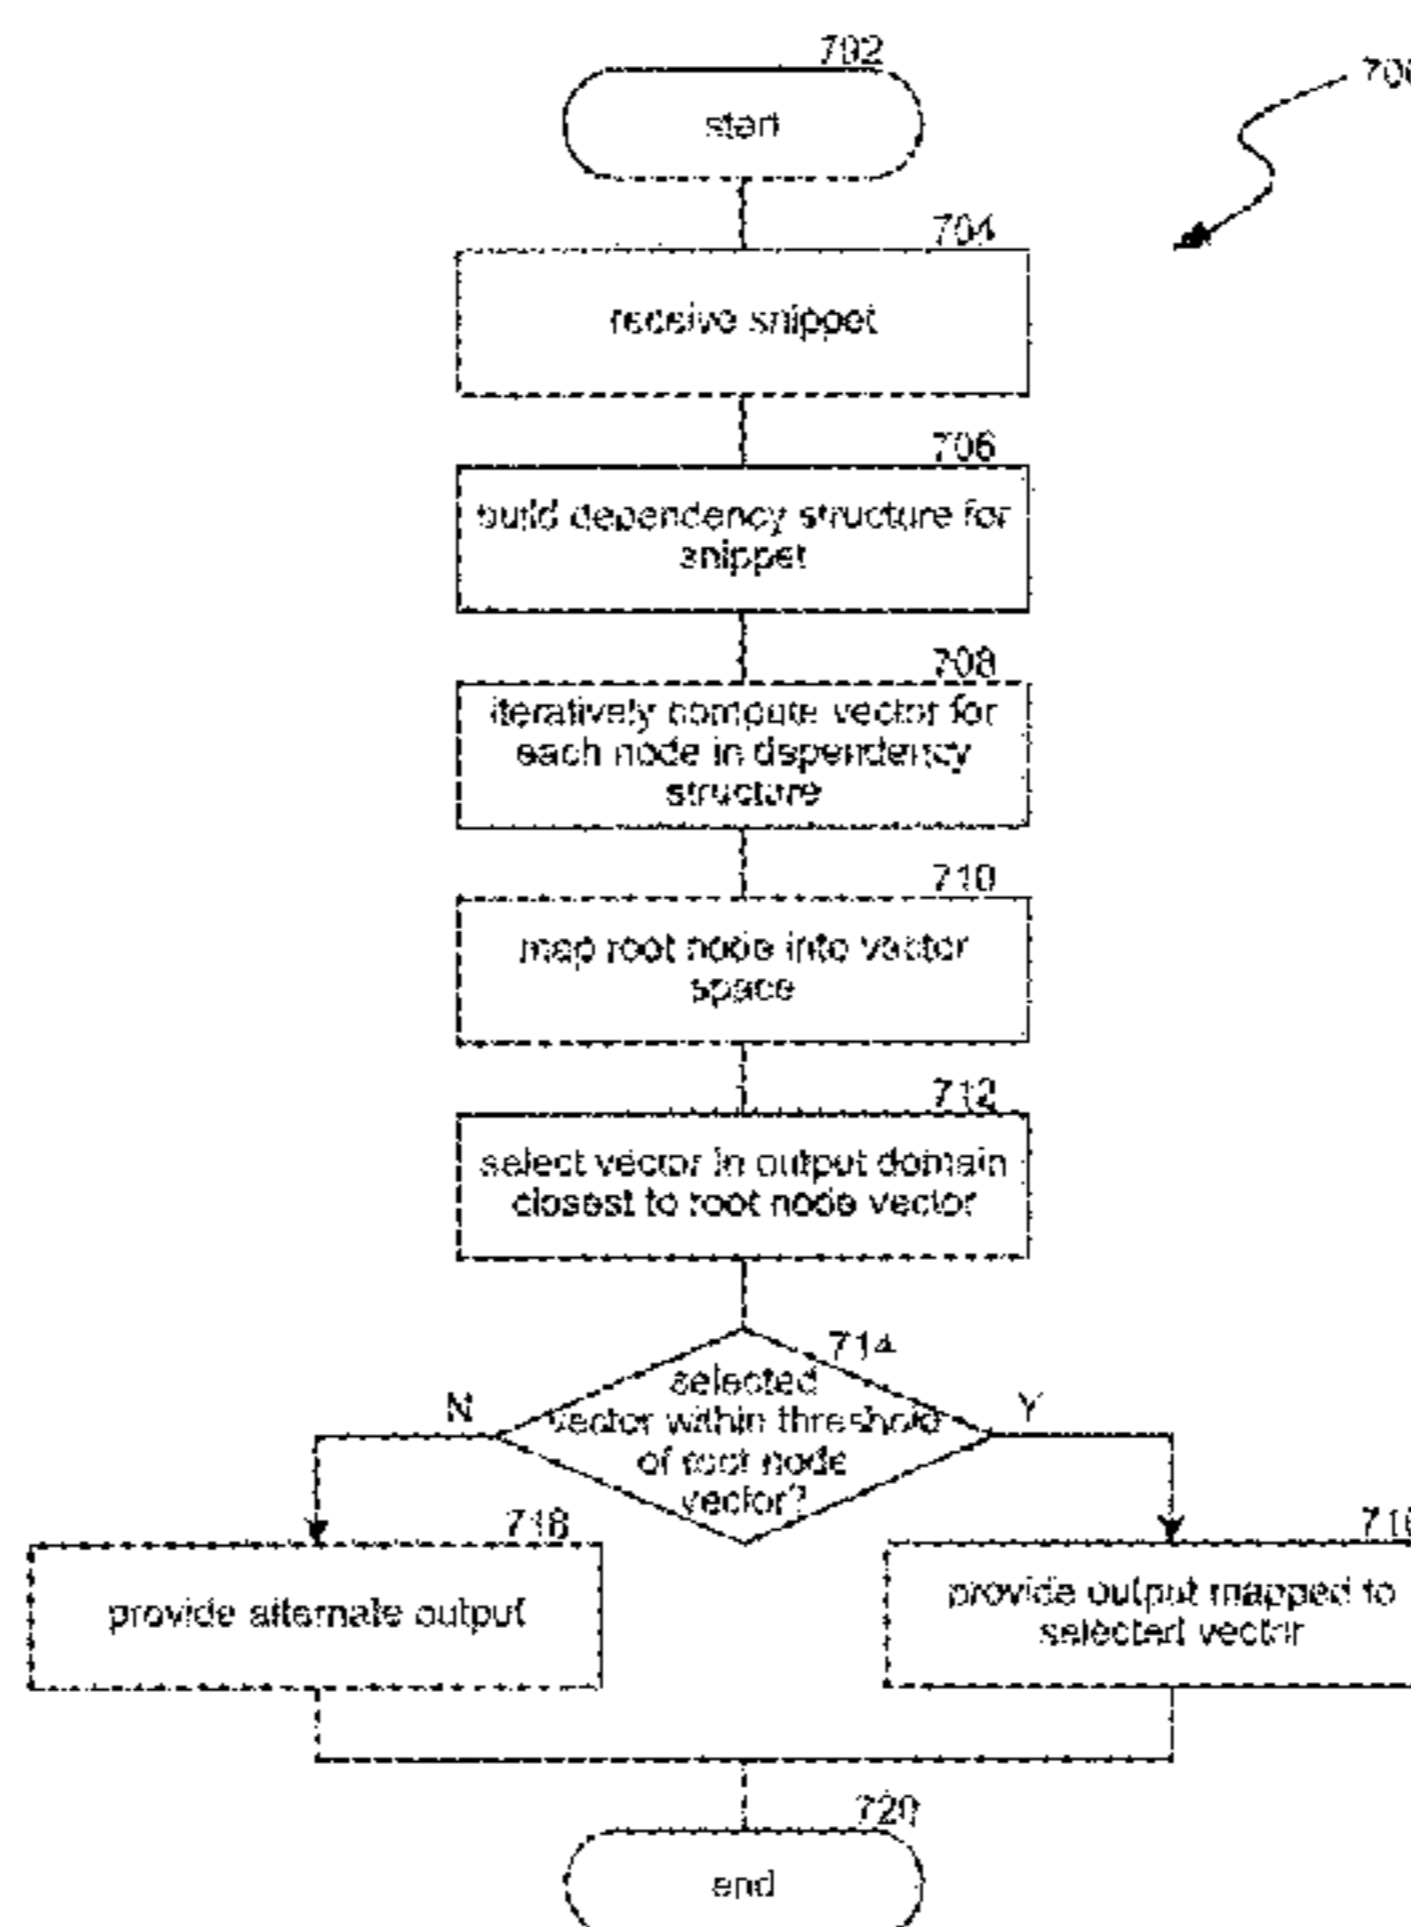 702
700
start
704
receive snippet
706
build dependency structure for
snippet
708
iteratively compute vector for
each node in dependency
structure
710
map root node into vector
space
712
select vector in output domain
closest to root node vector
714
selected
vector within threshold
of root node
vector?
N
Y
718
provide alternate output
716
provide output mapped to
selected vector
720
end